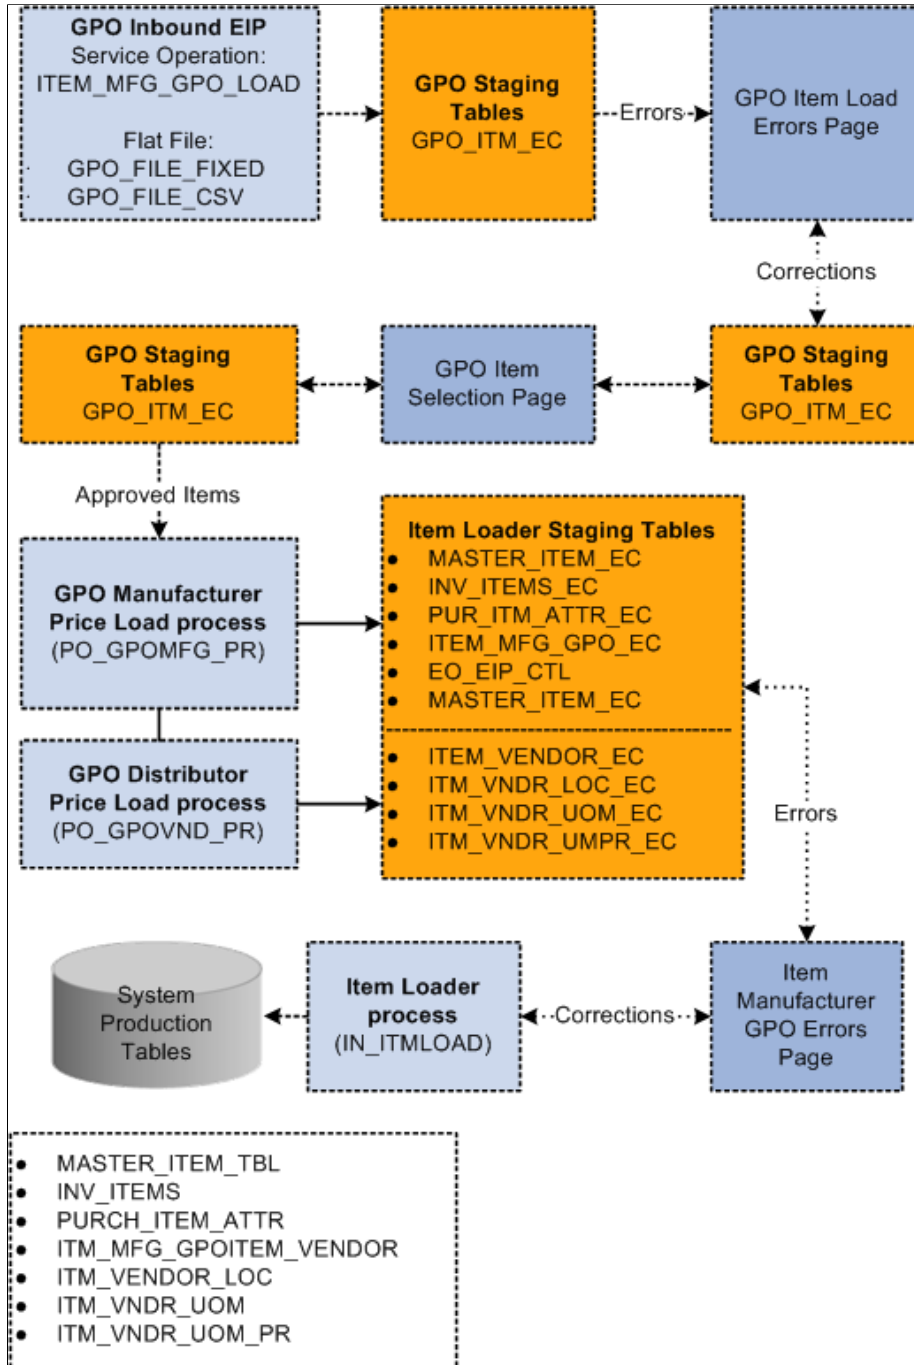 GPO Inbound EIP
Service Operation:
ITEM_MFG_GPO_LOAD
Flat File:
· GPO_FILE_FIXED
· GPO_FILE_CSV
GPO Staging
Tables
GPO_ITM_EC
Errors
GPO Item Load
Errors Page
Corrections
GPO Staging
Tables
GPO_ITM_EC
GPO Item
Selection Page
GPO Staging
Tables
GPO_ITM_EC
Approved Items
GPO Manufacturer
Price Load process
(PO_GPOMFG_PR)
GPO Distributor
Price Load process
(PO_GPOVND_PR)
Item Loader Staging Tables
• MASTER_ITEM_EC
• INV_ITEMS_EC
• PUR_ITM_ATTR_EC
• ITEM_MFG_GPO_EC
• EO_EIP_CTL
• MASTER_ITEM_EC
• ITEM_VENDOR_EC
• ITM_VNDR_LOC_EC
• ITM_VNDR_UOM_EC
• ITM_VNDR_UMPR_EC
Errors
Item
Manufacturer
GPO Errors
Page
Corrections
Item Loader
process
(IN_ITMLOAD)
System
Production
Tables
• MASTER_ITEM_TBL
• INV_ITEMS
• PURCH_ITEM_ATTR
• ITM_MFG_GPOITEM_VENDOR
• ITM_VENDOR_LOC
• ITM_VNDR_UOM
• ITM_VNDR_UOM_PR